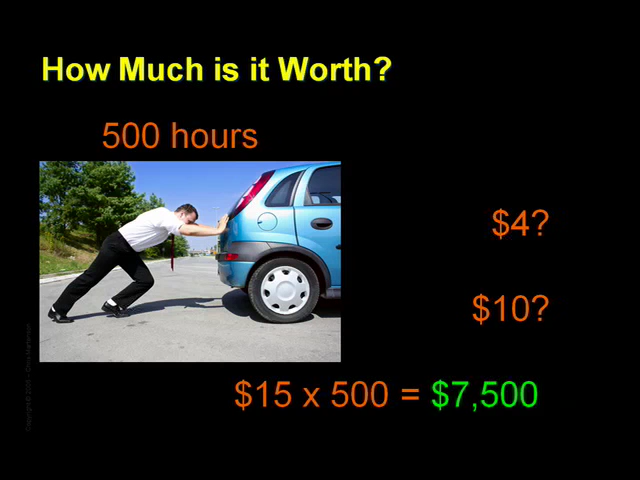 How Much is it Worth?
500 hours
$4?
$10?
$15 x 500 = $7,500